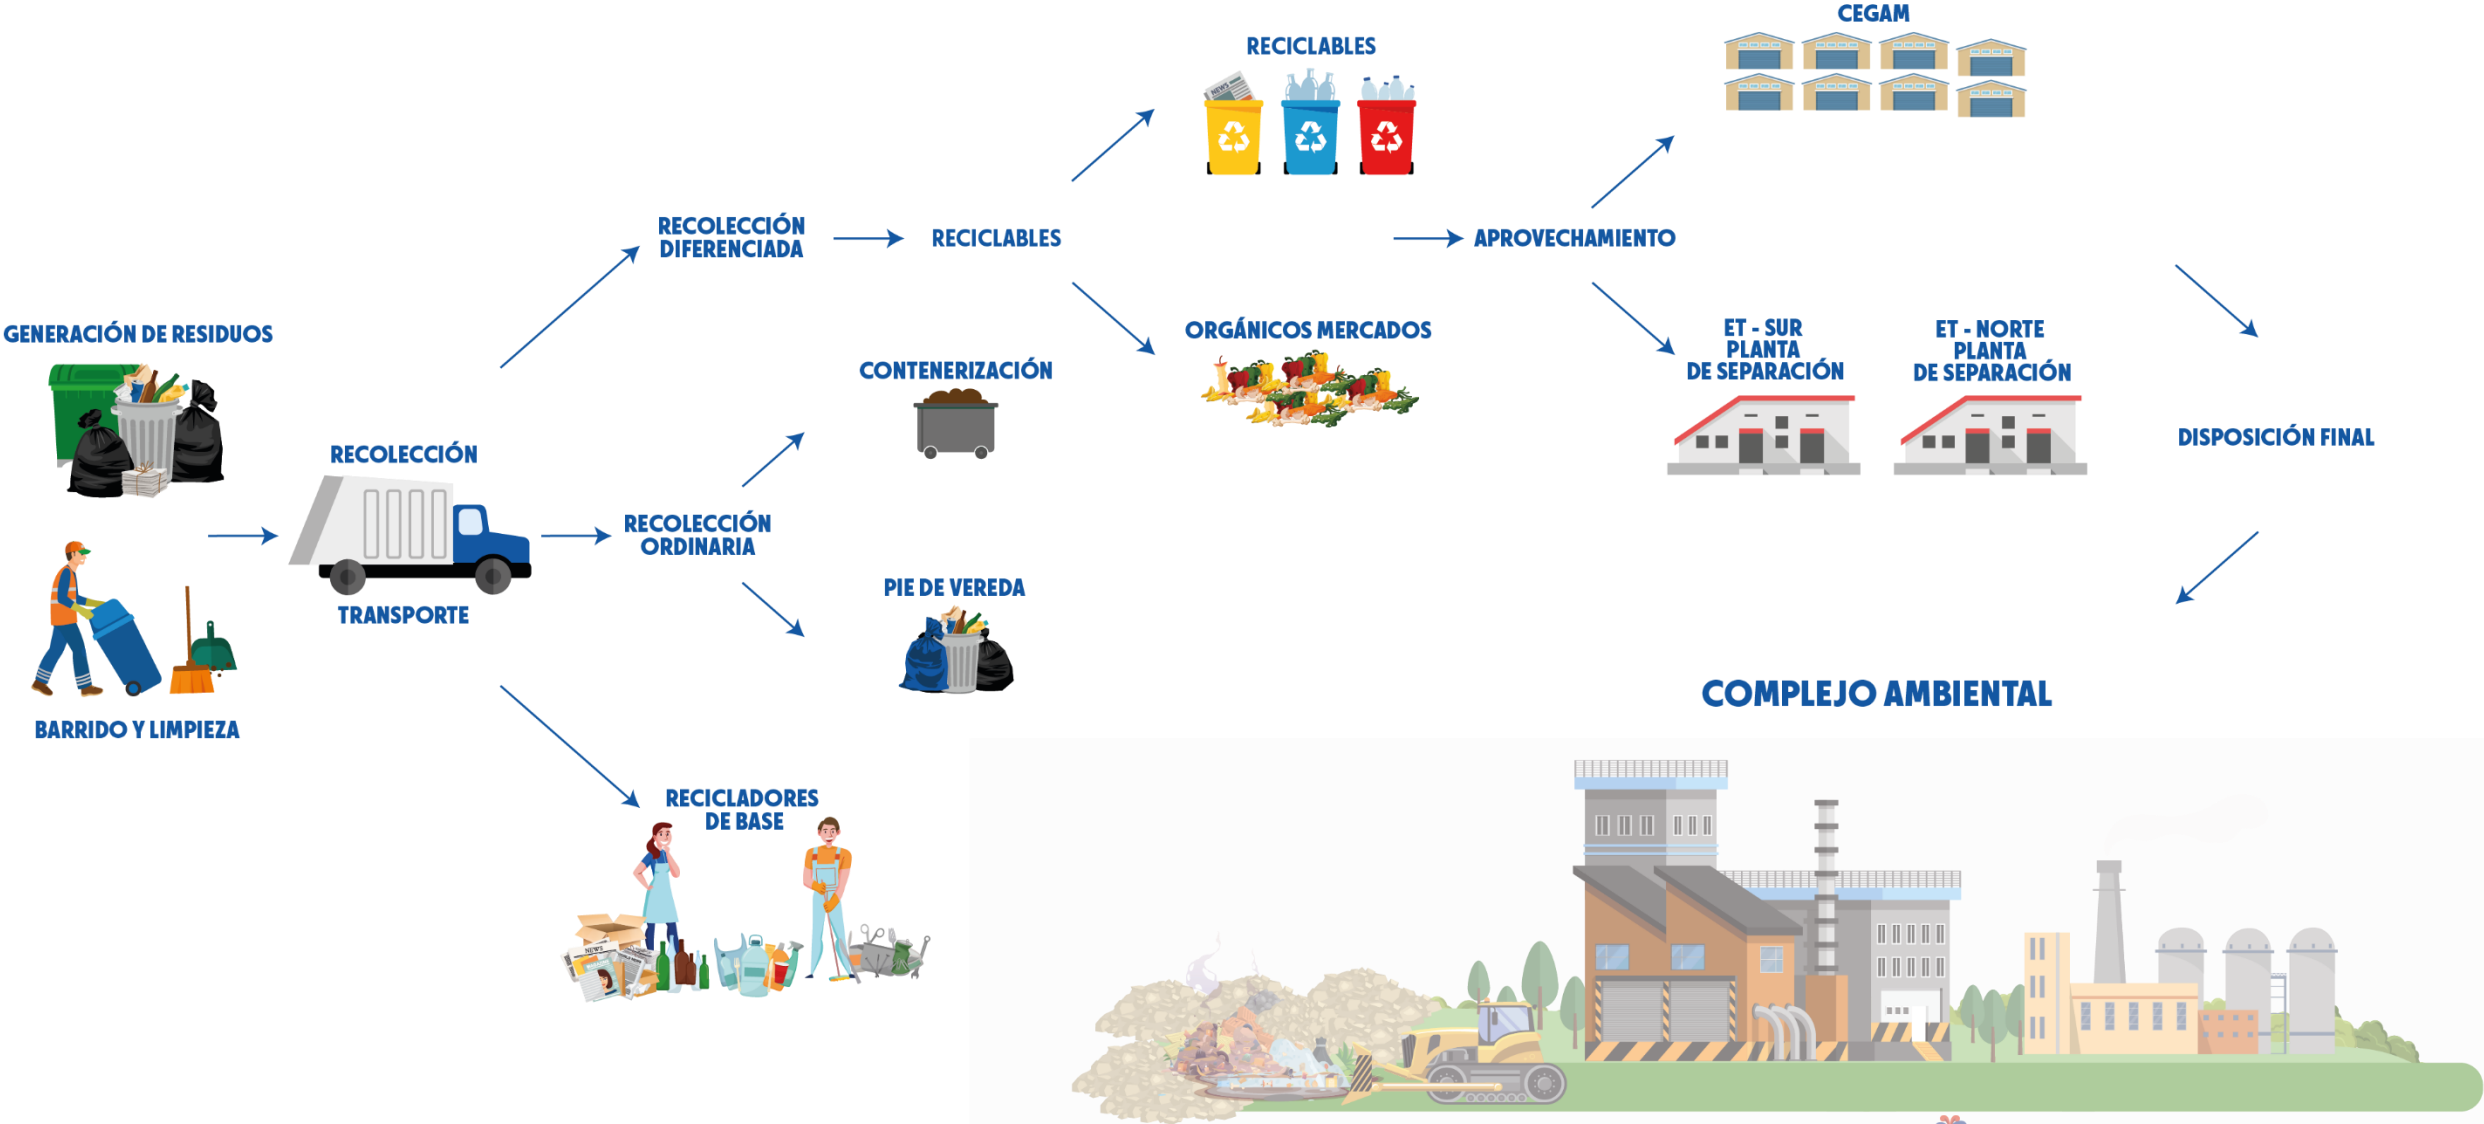 GENERACIÓN DE RESIDUOS
BARRIDO Y LIMPIEZA
RECOLECCIÓN
TRANSPORTE
RECOLECCIÓN
DIFERENCIADA
RECOLECCIÓN
ORDINARIA
RECICLADORES
DE BASE
NEWS
RECICLABLES
CONTENERIZACIÓN
PIE DE VEREDA
RECICLABLES
NEWS
ORGÁNICOS MERCADOS
APROVECHAMIENTO
CEGAM
ET - SUR
PLANTA
DE SEPARACIÓN
ET - NORTE
PLANTA
DE SEPARACIÓN
DISPOSICIÓN FINAL
COMPLEJO AMBIENTAL